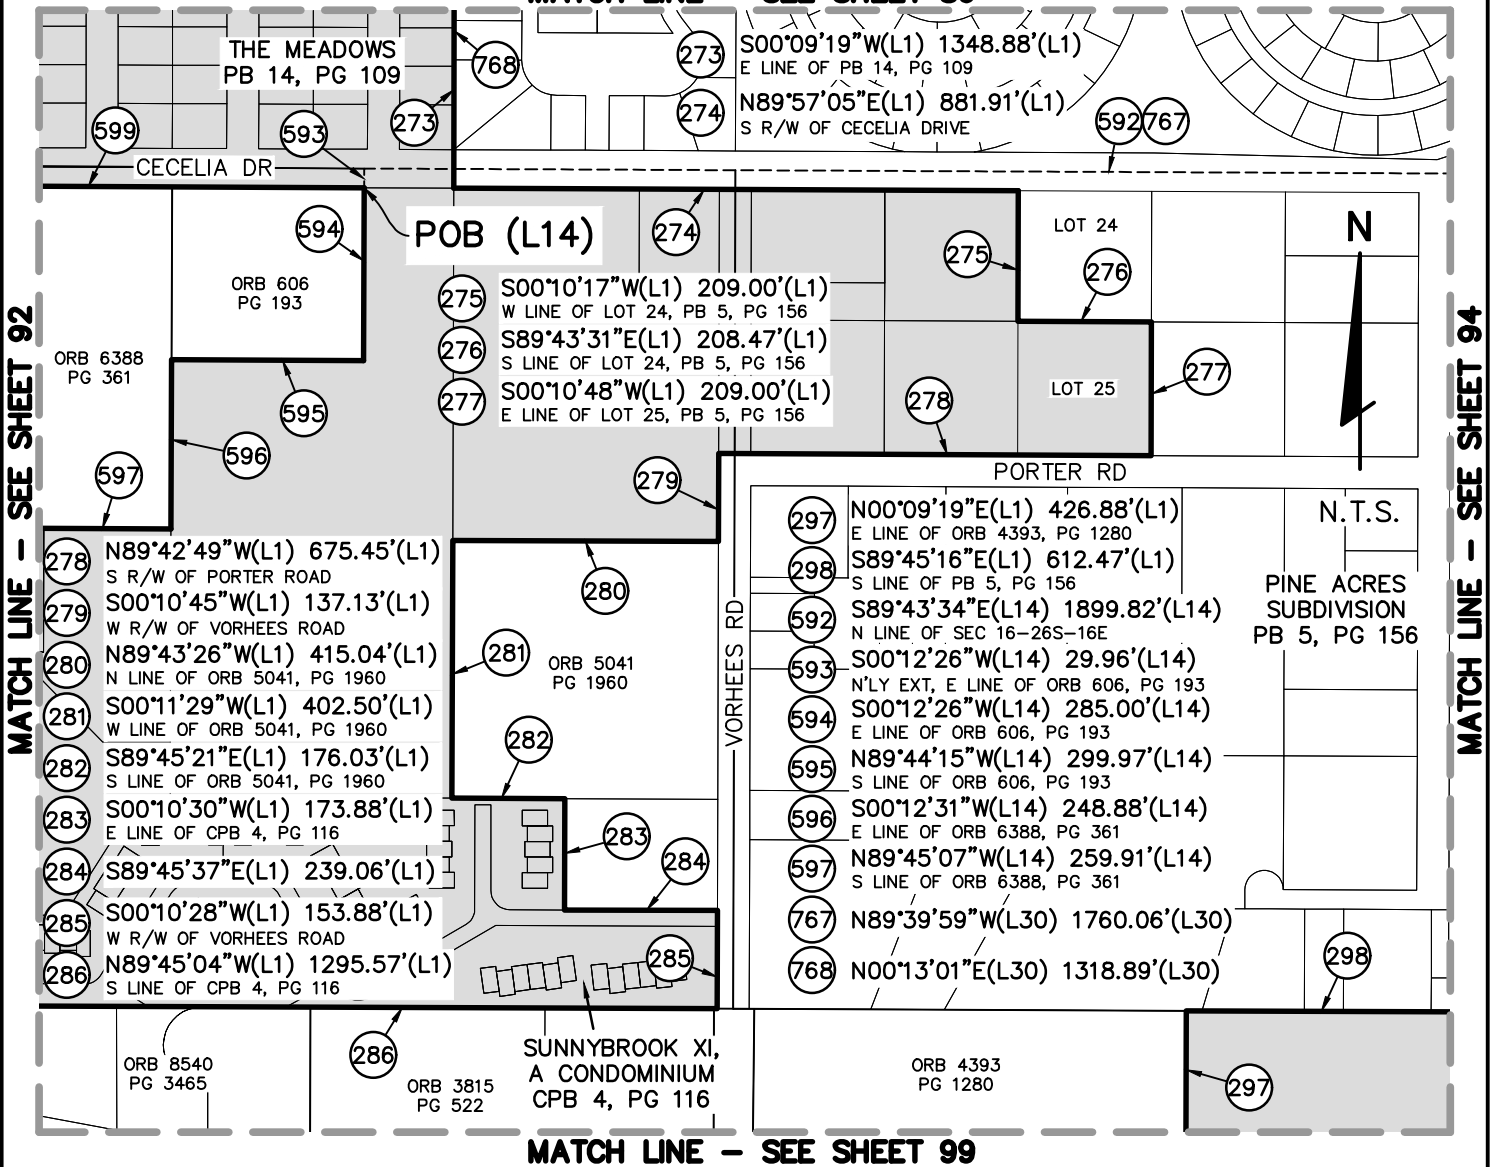 THE MEADOWS
PB 14, PG 109
768
273
S00°09'19"W(L1) 1348.88'(L1)
E LINE OF PB 14, PG 109
274
N89°57'05"E(L1) 881.91'(L1)
S R/W OF CECELIA DRIVE
592
767
599
593
273
CECELIA DR
594
POB (L14)
274
275
LOT 24
276
N
ORB 606
PG 193
275
S00°10'17"W(L1) 209.00'(L1)
W LINE OF LOT 24, PB 5, PG 156
276
S89°43'31"E(L1) 208.47'(L1)
S LINE OF LOT 24, PB 5, PG 156
277
S00°10'48"W(L1) 209.00'(L1)
E LINE OF LOT 25, PB 5, PG 156
ORB 6388
PG 361
595
596
597
278
LOT 25
277
279
PORTER RD
N.T.S.
MATCH LINE - SEE SHEET 92
MATCH LINE - SEE SHEET 94
278
N89°42'49"W(L1) 675.45'(L1)
S R/W OF PORTER ROAD
279
S00°10'45"W(L1) 137.13'(L1)
W R/W OF VORHEES ROAD
280
N89°43'26"W(L1) 415.04'(L1)
N LINE OF ORB 5041, PG 1960
281
S00°11'29"W(L1) 402.50'(L1)
W LINE OF ORB 5041, PG 1960
282
S89°45'21"E(L1) 176.03'(L1)
S LINE OF ORB 5041, PG 1960
283
S00°10'30"W(L1) 173.88'(L1)
E LINE OF CPB 4, PG 116
284
S89°45'37"E(L1) 239.06'(L1)
285
S00°10'28"W(L1) 153.88'(L1)
W R/W OF VORHEES ROAD
286
N89°45'04"W(L1) 1295.57'(L1)
S LINE OF CPB 4, PG 116
280
281
ORB 5041
PG 1960
282
283
284
285
VORHEES RD
297
N00°09'19"E(L1) 426.88'(L1)
E LINE OF ORB 4393, PG 1280
298
S89°45'16"E(L1) 612.47'(L1)
S LINE OF PB 5, PG 156
592
S89°43'34"E(L14) 1899.82'(L14)
N LINE OF SEC 16-26S-16E
593
S00°12'26"W(L14) 29.96'(L14)
N'LY EXT, E LINE OF ORB 606, PG 193
594
S00°12'26"W(L14) 285.00'(L14)
E LINE OF ORB 606, PG 193
595
N89°44'15"W(L14) 299.97'(L14)
S LINE OF ORB 606, PG 193
596
S00°12'31"W(L14) 248.88'(L14)
E LINE OF ORB 6388, PG 361
597
N89°45'07"W(L14) 259.91'(L14)
S LINE OF ORB 6388, PG 361
767
N89°39'59"W(L30) 1760.06'(L30)
768
N00°13'01"E(L30) 1318.89'(L30)
PINE ACRES
SUBDIVISION
PB 5, PG 156
298
ORB 8540
PG 3465
286
ORB 3815
PG 522
SUNNYBROOK XI,
A CONDOMINIUM
CPB 4, PG 116
ORB 4393
PG 1280
297
MATCH LINE - SEE SHEET 99